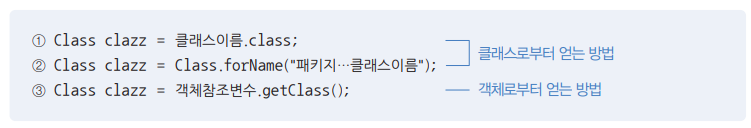 ① Class clazz = 클래스이름.class;
② Class clazz = Class.forName("패키지…클래스이름");
클래스로부터 얻는 방법
③ Class clazz = 객체참조변수.getClass();
객체로부터 얻는 방법